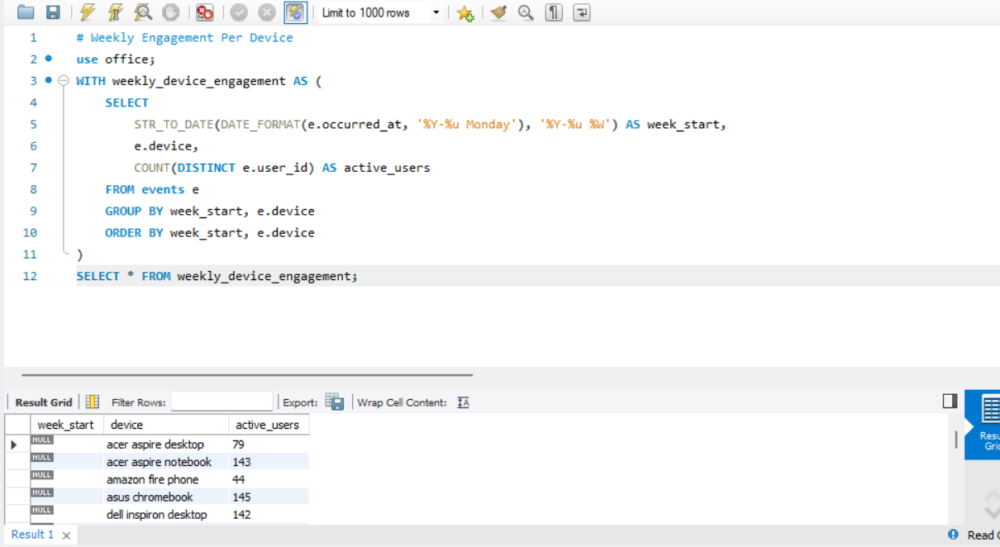 Limit to 1000 rows
1 # Weekly Engagement Per Device
2 use office;
3 WITH weekly_device_engagement AS (
4 SELECT
5 STR_TO_DATE(DATE_FORMAT(e.occurred_at, '%Y-%u Monday'), '%Y-%u %W') AS week_start,
6 e.device,
7 COUNT(DISTINCT e.user_id) AS active_users
8 FROM events e
9 GROUP BY week_start, e.device
10 ORDER BY week_start, e.device
11 )
12 SELECT * FROM weekly_device_engagement;
Result Grid Filter Rows: Export: Wrap Cell Content: IA
week_start device active_users
NULL acer aspire desktop 79
NULL acer aspire notebook 143
NULL amazon fire phone 44
NULL asus chromebook 145
NULL dell inspiron desktop 142
Result 1 ×
Read